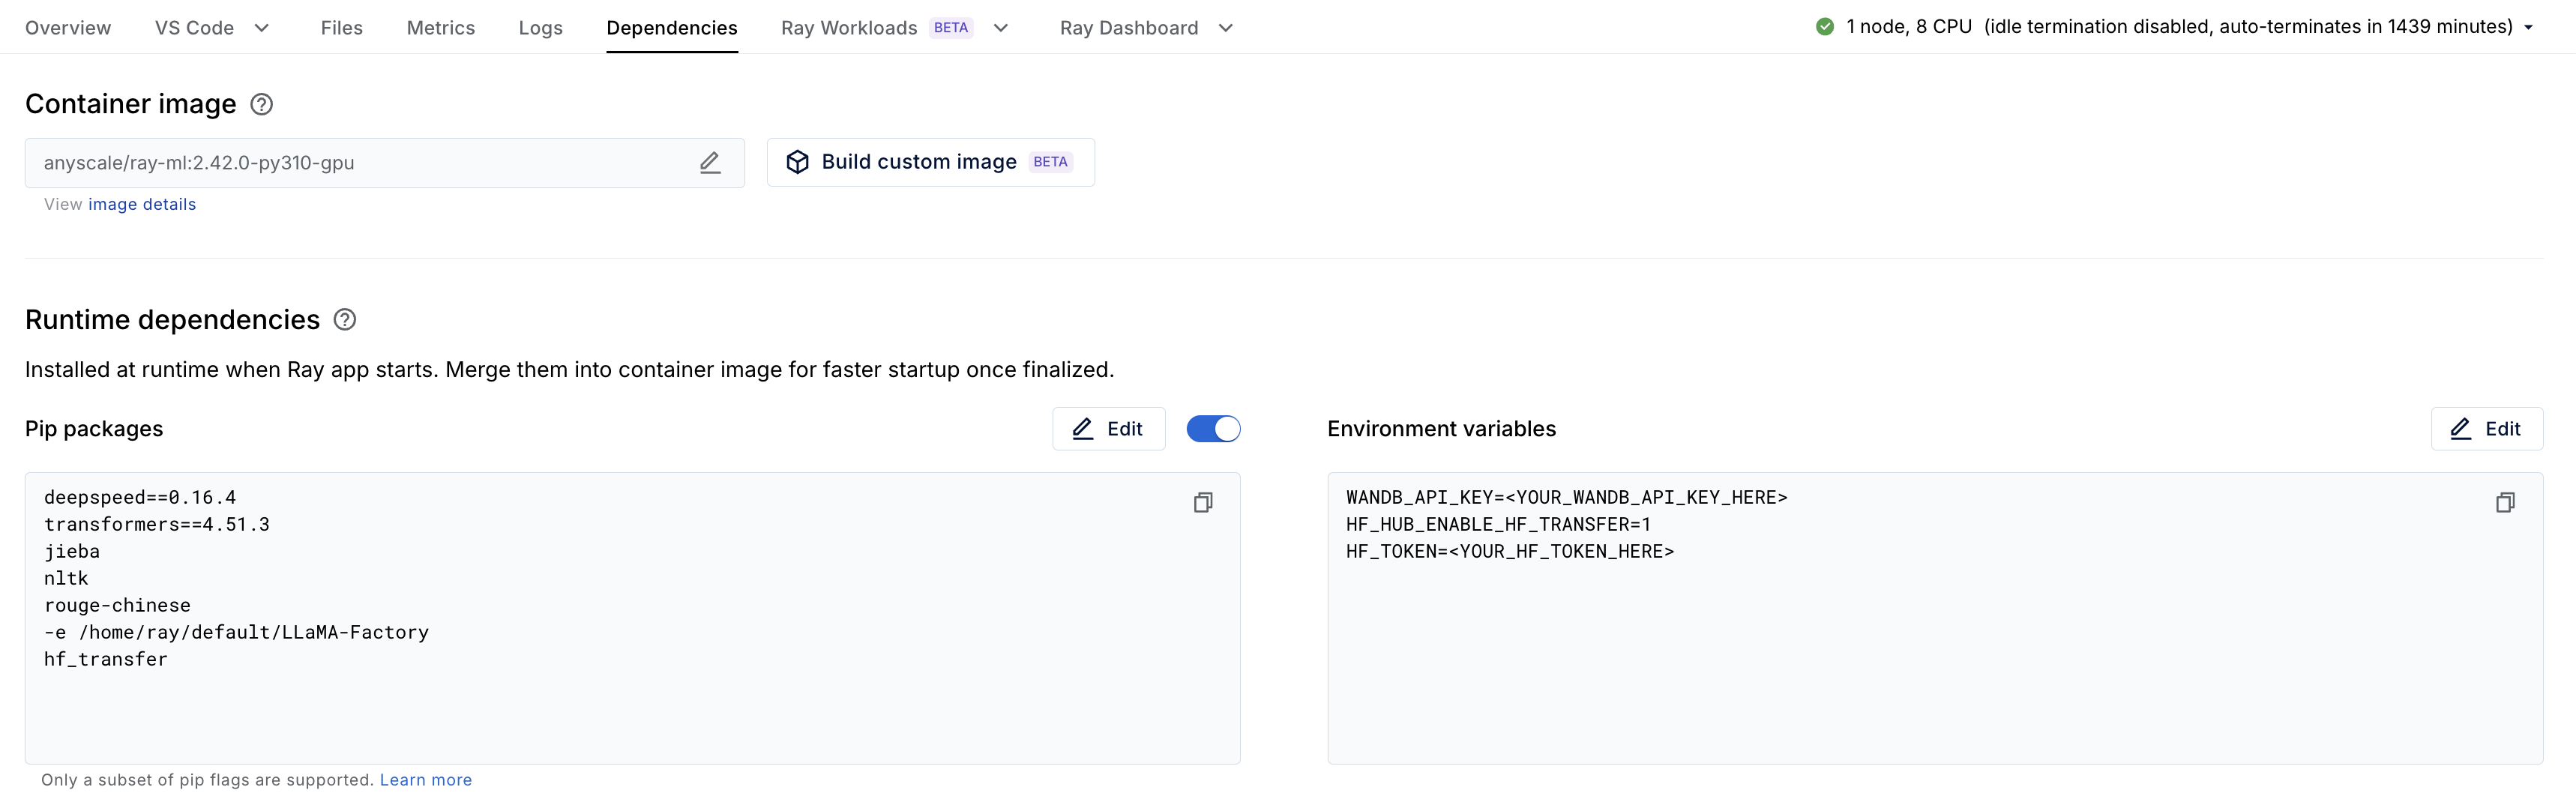 Overview VS Code Files Metrics Logs Dependencies Ray Workloads BETA Ray Dashboard 1 node, 8 CPU (idle termination disabled, auto-terminates in 1439 minutes)
Container image
anyscale/ray-ml:2.42.0-py310-gpu Build custom image BETA
View image details
Runtime dependencies
Installed at runtime when Ray app starts. Merge them into container image for faster startup once finalized.
Pip packages Edit
deepspeed==0.16.4
transformers==4.51.3
jieba
nltk
rouge-chinese
-e /home/ray/default/LLaMA-Factory
hf_transfer
Only a subset of pip flags are supported. Learn more
Environment variables Edit
WANDB_API_KEY=<YOUR_WANDB_API_KEY_HERE>
HF_HUB_ENABLE_HF_TRANSFER=1
HF_TOKEN=<YOUR_HF_TOKEN_HERE>